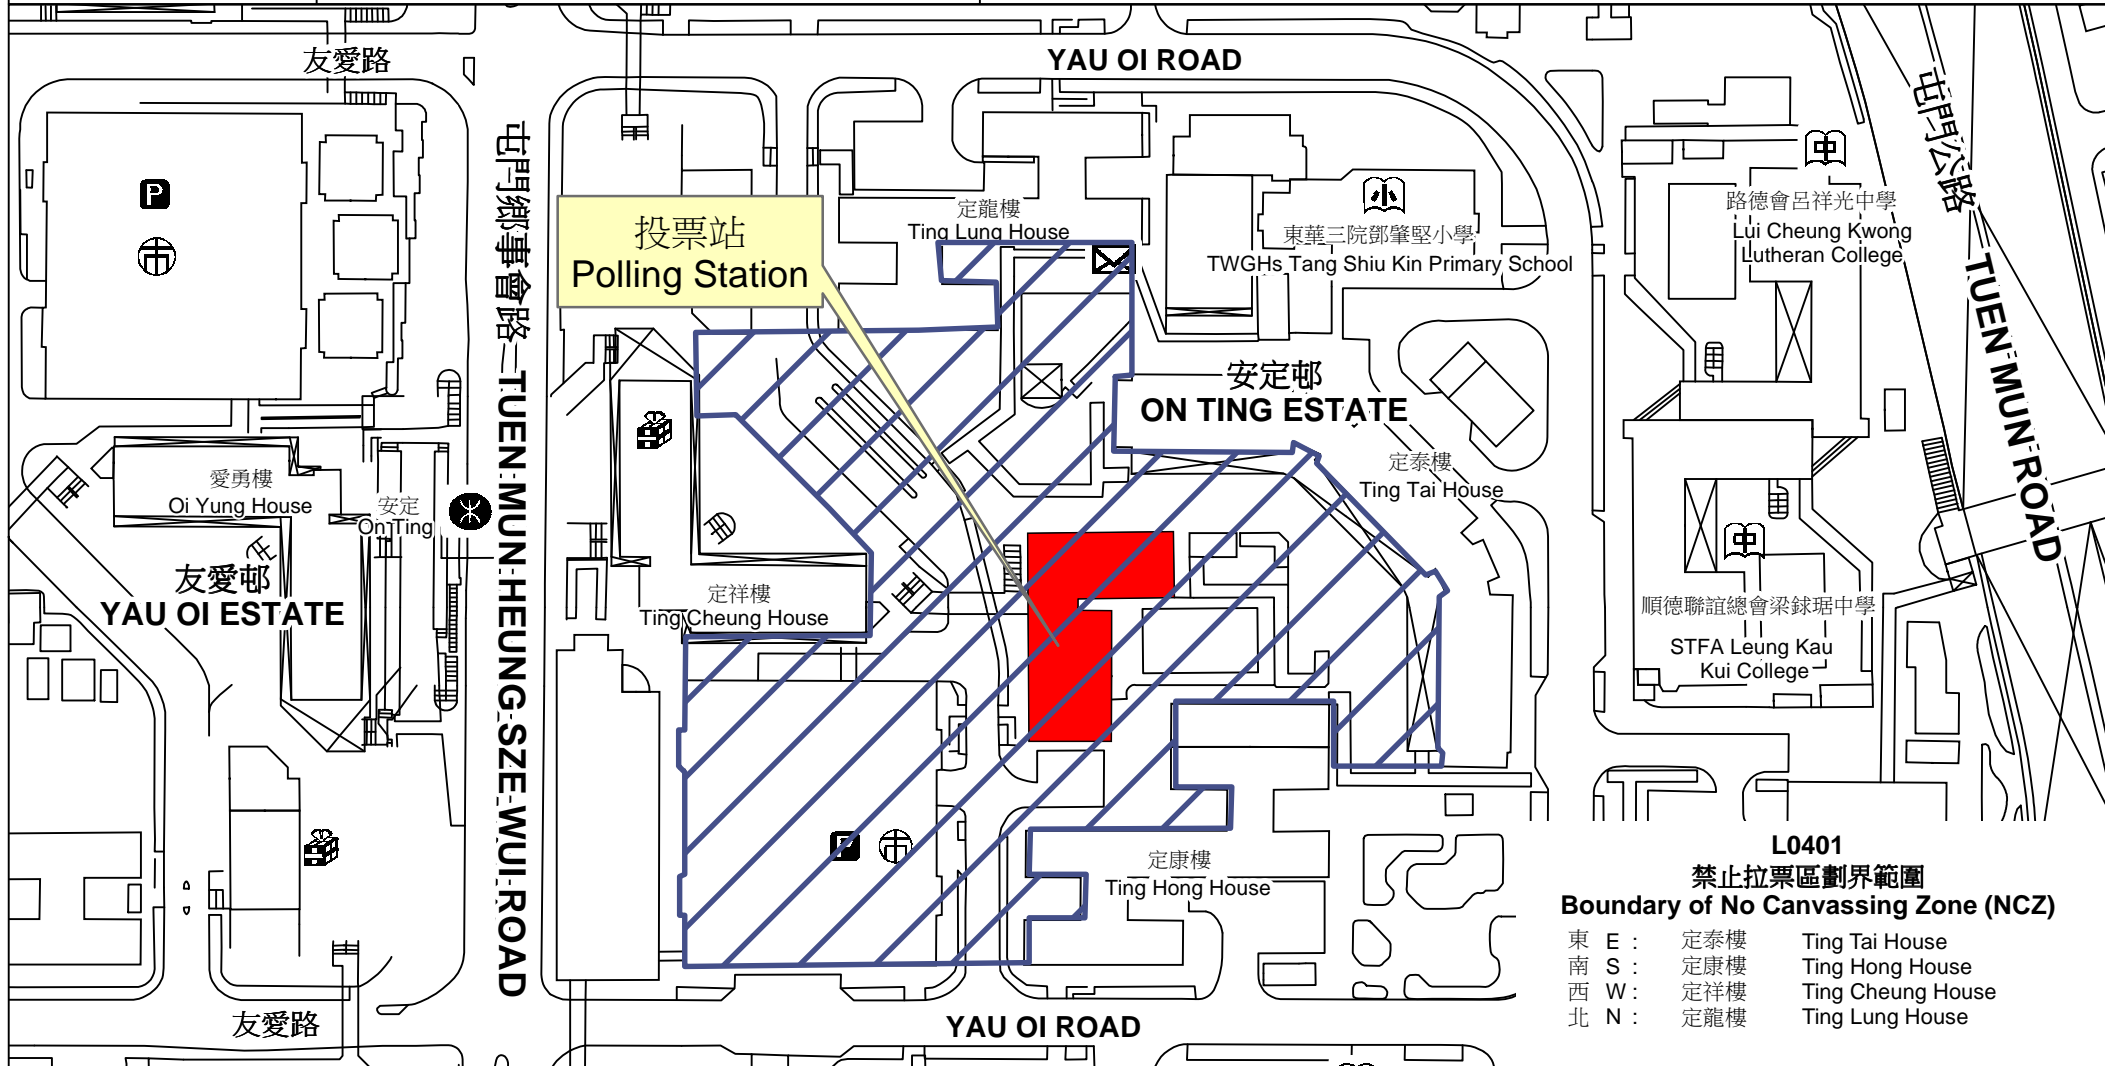 友愛路
YAU OI ROAD
屯門公路
TUEN MUN ROAD
屯門鄉事會路
TUEN MUN HEUNG SZE WUI ROAD
P
市
投票站
Polling Station
定龍樓
Ting Lung House
小
東華三院鄧肇堅小學
TWGHs Tang Shiu Kin Primary School
中
路德會呂祥光中學
Lui Cheung Kwong
Lutheran College
安定邨
ON TING ESTATE
愛勇樓
Oi Yung House
安定
On Ting
定泰樓
Ting Tai House
友愛邨
YAU OI ESTATE
定祥樓
Ting Cheung House
中
順德聯誼總會梁銶琚中學
STFA Leung Kau
Kui College
P
市
定康樓
Ting Hong House
友愛路
YAU OI ROAD
L0401
禁止拉票區劃界範圍
Boundary of No Canvassing Zone (NCZ)
東 E : 定泰樓 Ting Tai House
南 S : 定康樓 Ting Hong House
西 W : 定祥樓 Ting Cheung House
北 N : 定龍樓 Ting Lung House